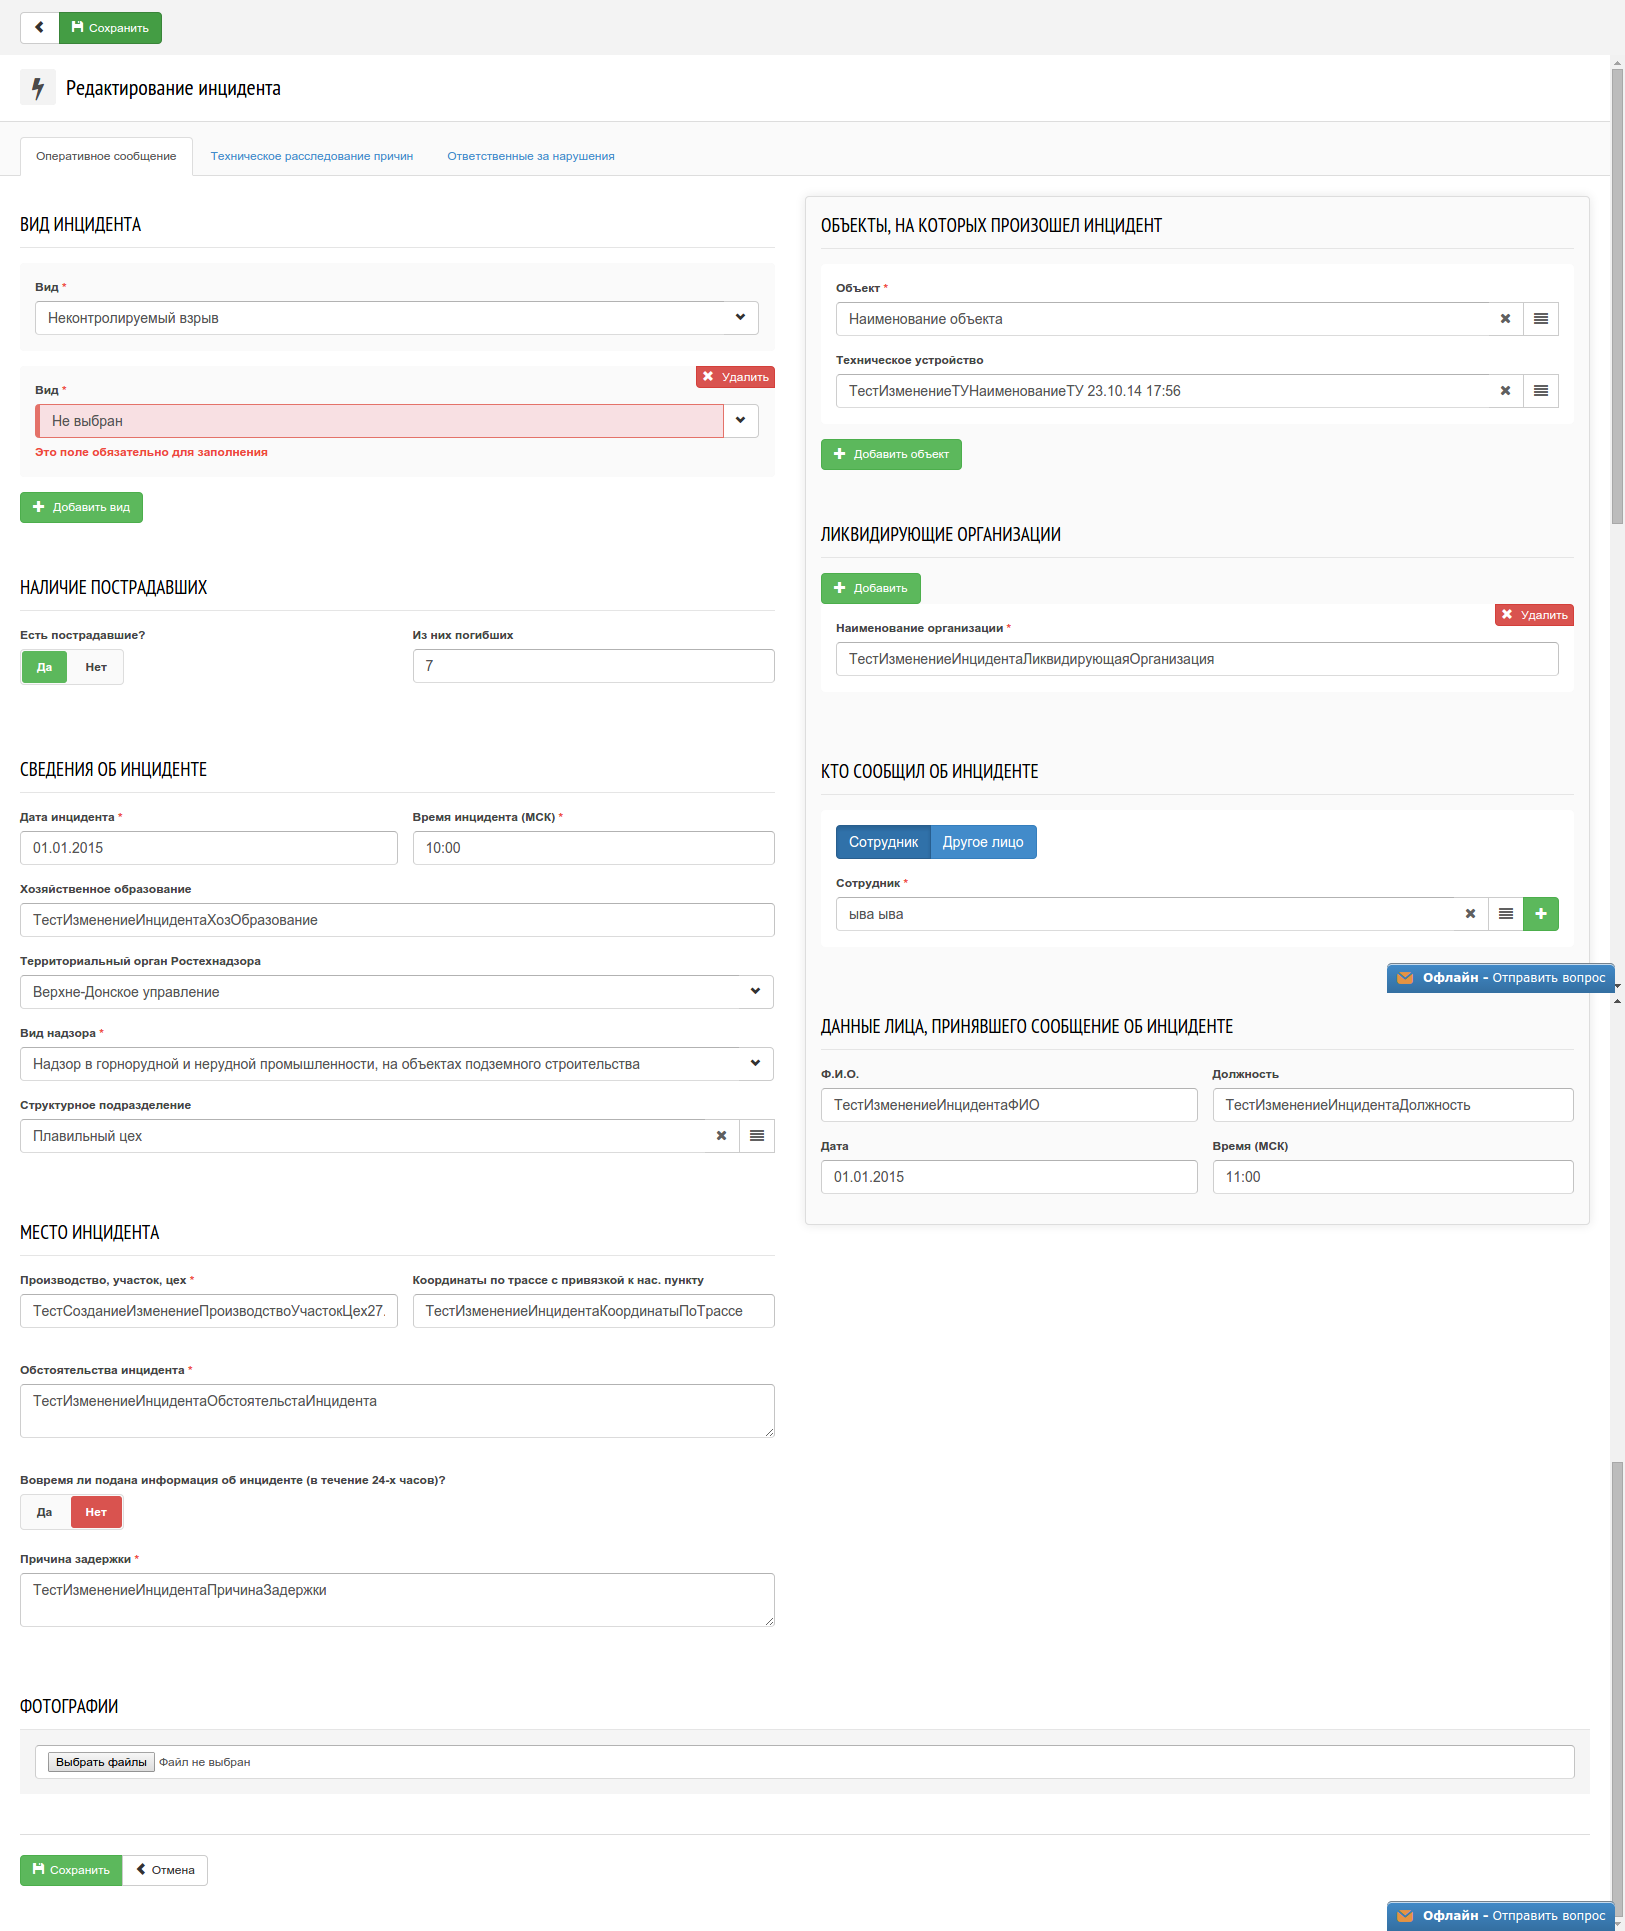 Сохранить
Редактирование инцидента
Оперативное сообщение
Техническое расследование причин
Ответственные за нарушения
ВИД ИНЦИДЕНТА
Вид *
Неконтролируемый взрыв
Удалить
Вид *
Не выбран
Это поле обязательно для заполнения
Добавить вид
НАЛИЧИЕ ПОСТРАДАВШИХ
Есть пострадавшие?
Да
Нет
Из них погибших
7
СВЕДЕНИЯ ОБ ИНЦИДЕНТЕ
Дата инцидента *
01.01.2015
Время инцидента (МСК) *
10:00
Хозяйственное образование
ТестИзменениеИнцидентаХозОбразование
Территориальный орган Ростехнадзора
Верхне-Донское управление
Вид надзора *
Надзор в горнорудной и нерудной промышленности, на объектах подземного строительства
Структурное подразделение
Плавильный цех
МЕСТО ИНЦИДЕНТА
Производство, участок, цех *
ТестСозданиеИзменениеПроизводствоУчастокЦех27.
Координаты по трассе с привязкой к нас. пункту
ТестИзменениеИнцидентаКоординатыПоТрассе
Обстоятельства инцидента *
ТестИзменениеИнцидентаОбстоятельстаИнцидента
Вовремя ли подана информация об инциденте (в течение 24-х часов)?
Да
Нет
Причина задержки *
ТестИзменениеИнцидентаПричинаЗадержки
ОБЪЕКТЫ, НА КОТОРЫХ ПРОИЗОШЕЛ ИНЦИДЕНТ
Объект *
Наименование объекта
Техническое устройство
ТестИзменениеТУНаименованиеТУ 23.10.14 17:56
Добавить объект
ЛИКВИДИРУЮЩИЕ ОРГАНИЗАЦИИ
Добавить
Удалить
Наименование организации *
ТестИзменениеИнцидентаЛиквидирующаяОрганизация
КТО СООБЩИЛ ОБ ИНЦИДЕНТЕ
Сотрудник
Другое лицо
Сотрудник *
ыва ыва
Офлайн - Отправить вопрос
ДАННЫЕ ЛИЦА, ПРИНЯВШЕГО СООБЩЕНИЕ ОБ ИНЦИДЕНТЕ
Ф.И.О.
ТестИзменениеИнцидентаФИО
Должность
ТестИзменениеИнцидентаДолжность
Дата
01.01.2015
Время (МСК)
11:00
ФОТОГРАФИИ
Выбрать файлы Файл не выбран
Сохранить
Отмена
Офлайн - Отправить вопрос